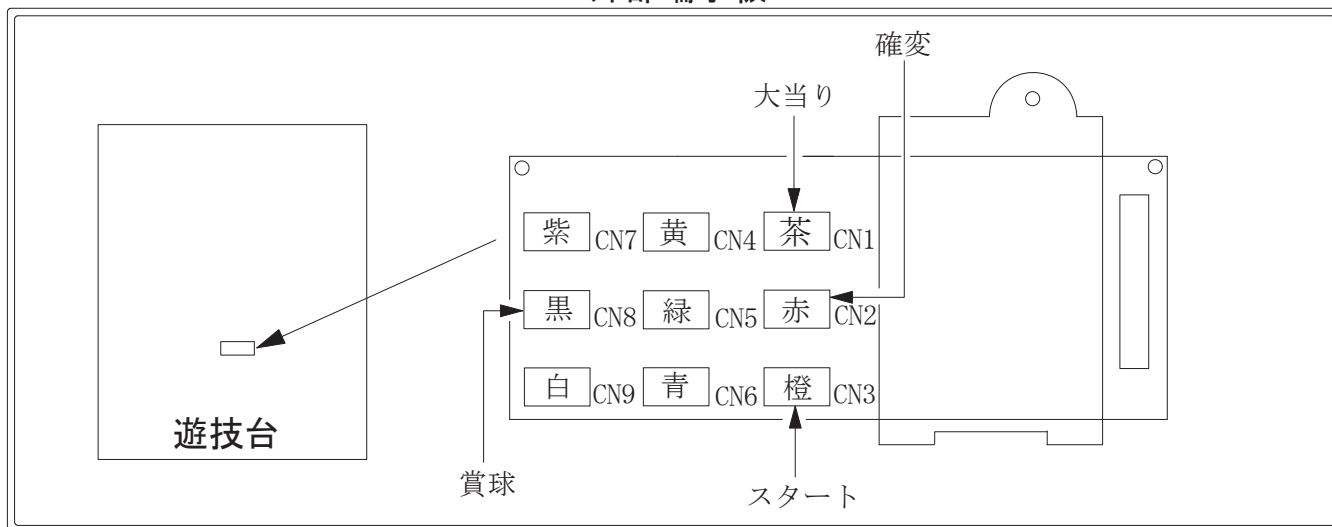 確変
大当り
紫 CN7 黄 CN4 茶 CN1
黒 CN8 緑 CN5 赤 CN2
白 CN9 青 CN6 橙 CN3
遊技台
賞球
スタート